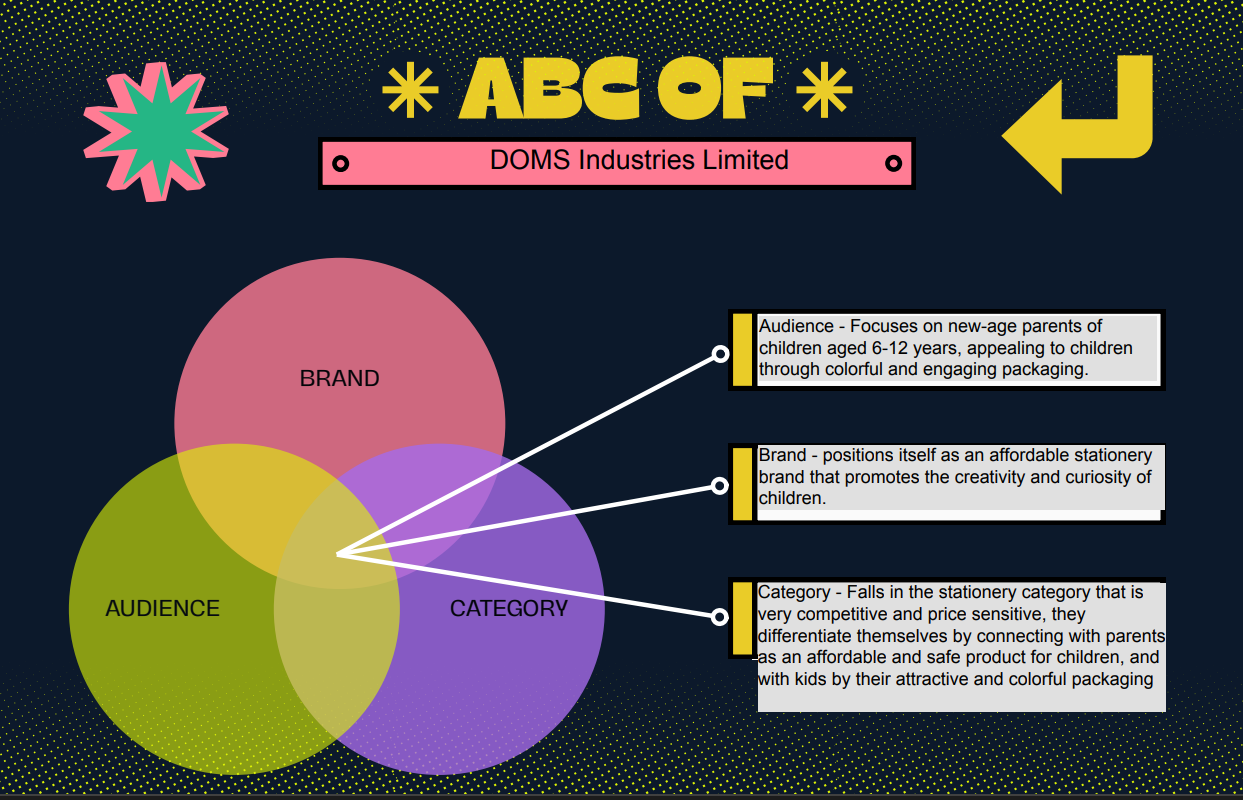 ABC OF
DOMS Industries Limited
BRAND
AUDIENCE
CATEGORY
Audience - Focuses on new-age parents of
children aged 6-12 years, appealing to children
through colorful and engaging packaging.
Brand - positions itself as an affordable stationery
brand that promotes the creativity and curiosity of
children.
Category - Falls in the stationery category that is
very competitive and price sensitive, they
differentiate themselves by connecting with parents
as an affordable and safe product for children, and
with kids by their attractive and colorful packaging